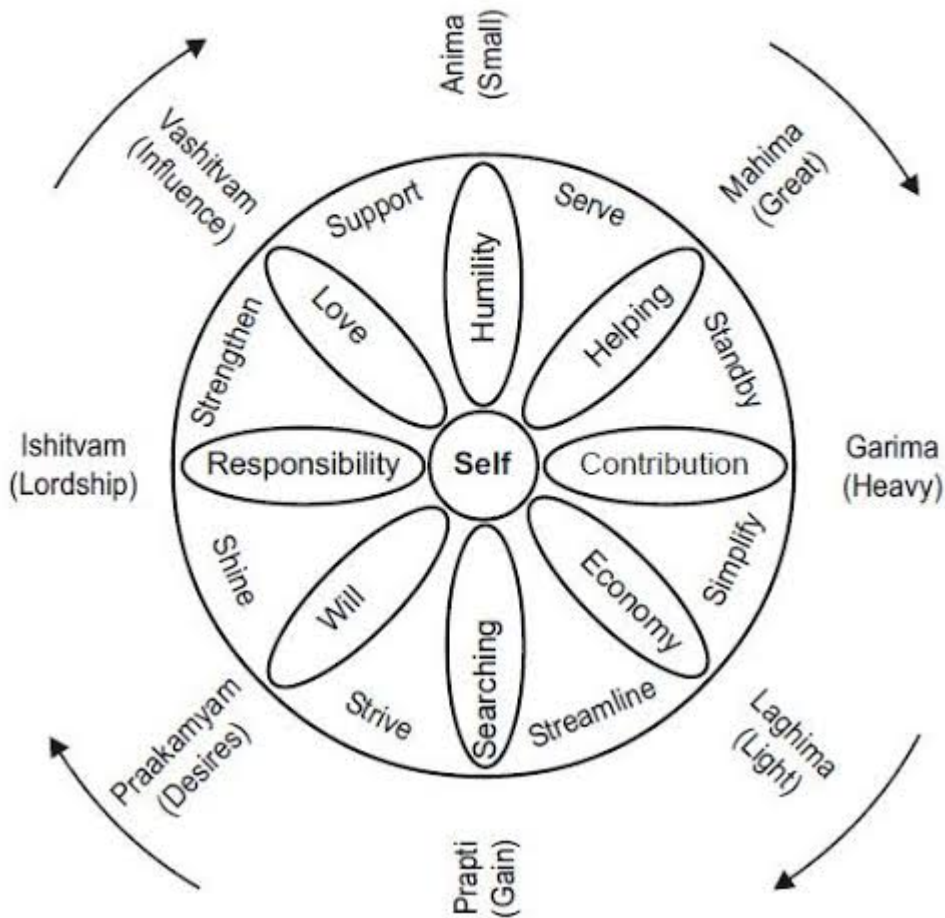 Anima
(Small)
Mahima
(Great)
Garima
(Heavy)
Laghima
(Light)
Prapti
(Gain)
Praakamyam
(Desires)
Ishitvam
(Lordship)
Vashitvam
(Influence)
Serve
Standby
Simplify
Streamline
Strive
Shine
Strengthen
Support
Humility
Helping
Contribution
Economy
Searching
Will
Responsibility
Love
Self